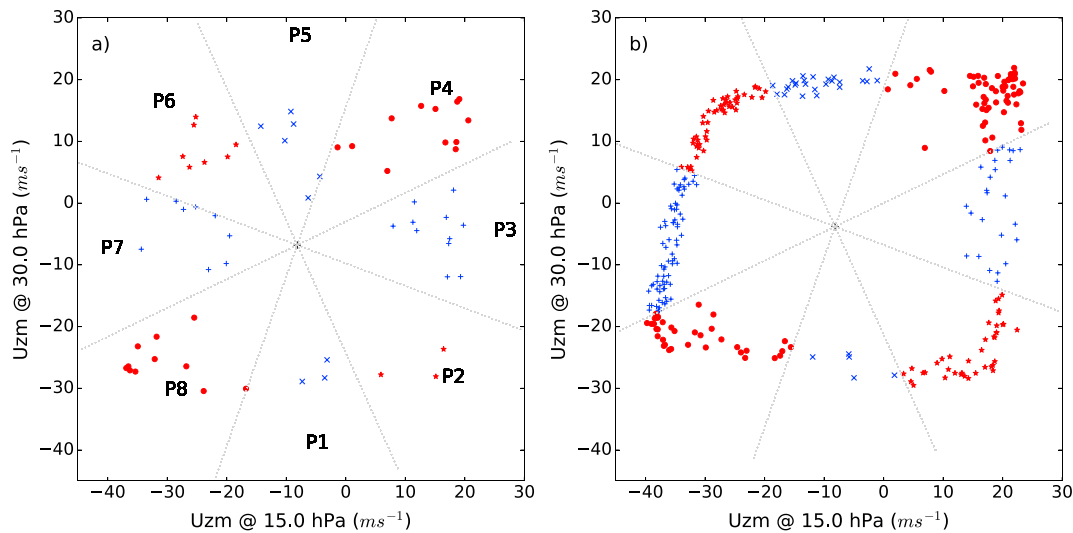 a)
P5
P6
P4
P7
P3
P8
P2
P1
30
20
10
0
−10
−20
−30
−40
−40 −30 −20 −10 0 10 20 30
Uzm @ 15.0 hPa (ms⁻¹)
Uzm @ 30.0 hPa (ms⁻¹)
b)
30
20
10
0
−10
−20
−30
−40
−40 −30 −20 −10 0 10 20 30
Uzm @ 15.0 hPa (ms⁻¹)
Uzm @ 30.0 hPa (ms⁻¹)